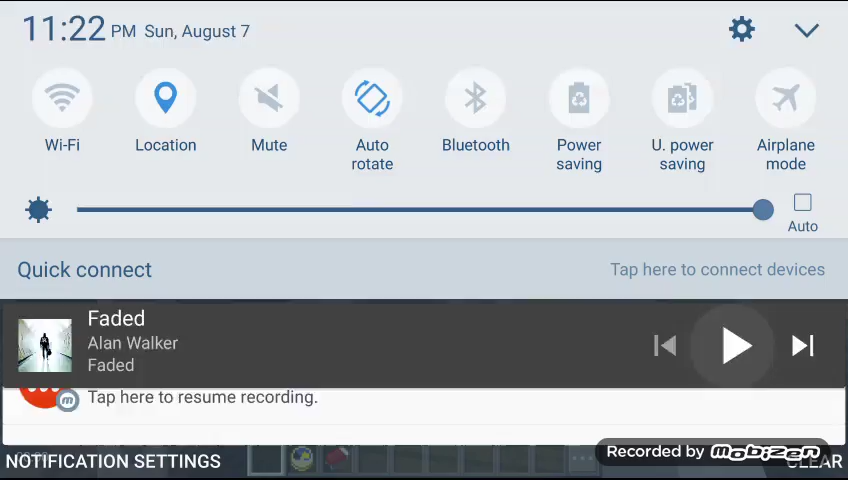 11:22 PM Sun, August 7
Wi-Fi
Location
Mute
Auto
rotate
Bluetooth
Power
saving
U. power
saving
Airplane
mode
Auto
Quick connect
Tap here to connect devices
Faded
Alan Walker
Faded
m
Tap here to resume recording.
NOTIFICATION SETTINGS
Recorded by Mobizen
CLEAR